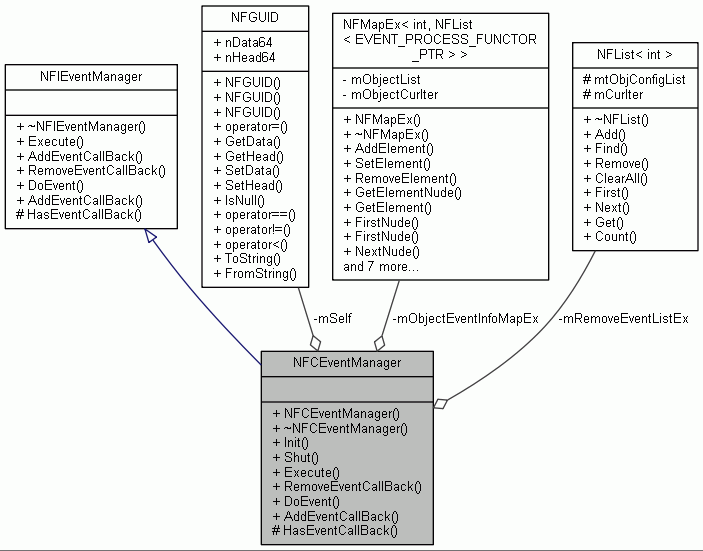 NFIEventManager
+ ~NFIEventManager()
+ Execute()
+ AddEventCallBack()
+ RemoveEventCallBack()
+ DoEvent()
+ AddEventCallBack()
# HasEventCallBack()
NFGUID
+ nData64
+ nHead64
+ NFGUID()
+ NFGUID()
+ NFGUID()
+ operator=()
+ GetData()
+ GetHead()
+ SetData()
+ SetHead()
+ IsNull()
+ operator==()
+ operator!=()
+ operator<()
+ ToString()
+ FromString()
NFMapEx< int, NFList
< EVENT_PROCESS_FUNCTOR
_PTR > >
- mObjectList
- mObjectCurIter
+ NFMapEx()
+ ~NFMapEx()
+ AddElement()
+ SetElement()
+ RemoveElement()
+ GetElementNude()
+ GetElement()
+ FirstNude()
+ FirstNude()
+ NextNude()
and 7 more...
NFList< int >
# mtObjConfigList
# mCurIter
+ ~NFList()
+ Add()
+ Find()
+ Remove()
+ ClearAll()
+ First()
+ Next()
+ Get()
+ Count()
-mSelf
-mObjectEventInfoMapEx
-mRemoveEventListEx
NFCEventManager
+ NFCEventManager()
+ ~NFCEventManager()
+ Init()
+ Shut()
+ Execute()
+ RemoveEventCallBack()
+ DoEvent()
+ AddEventCallBack()
# HasEventCallBack()